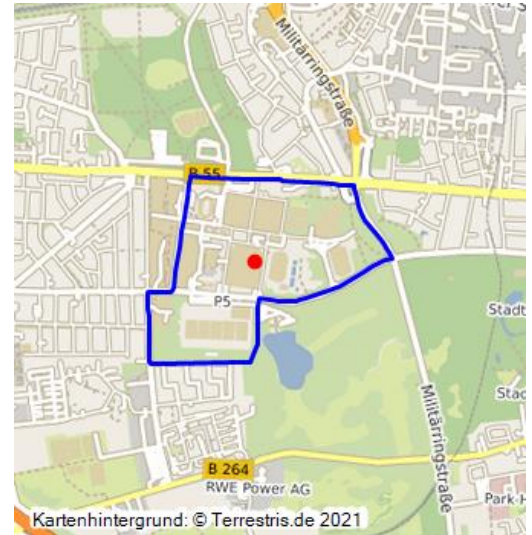 Militärringstraße
B 55
P5
Stadt
Militärringstraße
Stad
B 264
RWE Power AG
Park-H
Kartenhintergrund: © Terrestris.de 2021